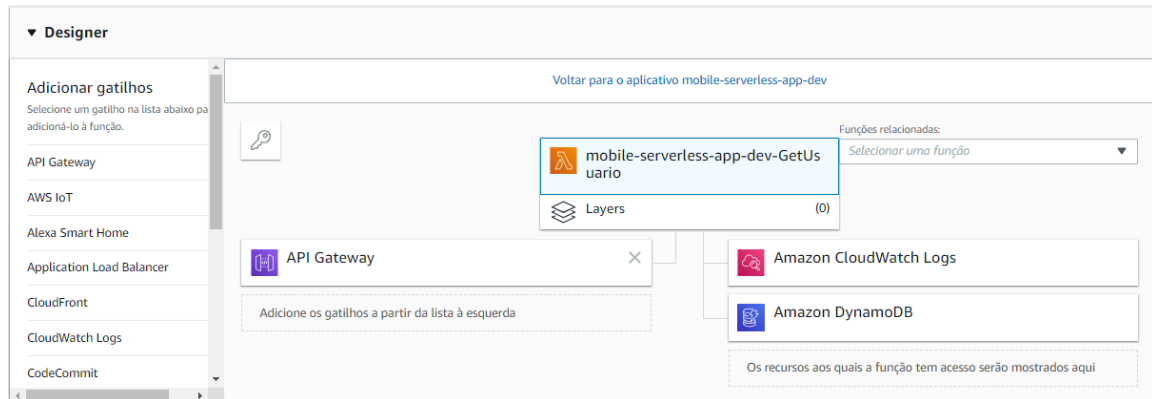 Designer
Adicionar gatilhos
Selecione um gatilho na lista abaixo pa
adicioná-lo à função.
API Gateway
AWS IoT
Alexa Smart Home
Application Load Balancer
CloudFront
CloudWatch Logs
CodeCommit
Voltar para o aplicativo mobile-serverless-app-dev
Funções relacionadas:
Selecionar uma função
mobile-serverless-app-dev-GetUs
uario
Layers (0)
API Gateway
Adicione os gatilhos a partir da lista à esquerda
Amazon CloudWatch Logs
Amazon DynamoDB
Os recursos aos quais a função tem acesso serão mostrados aqui